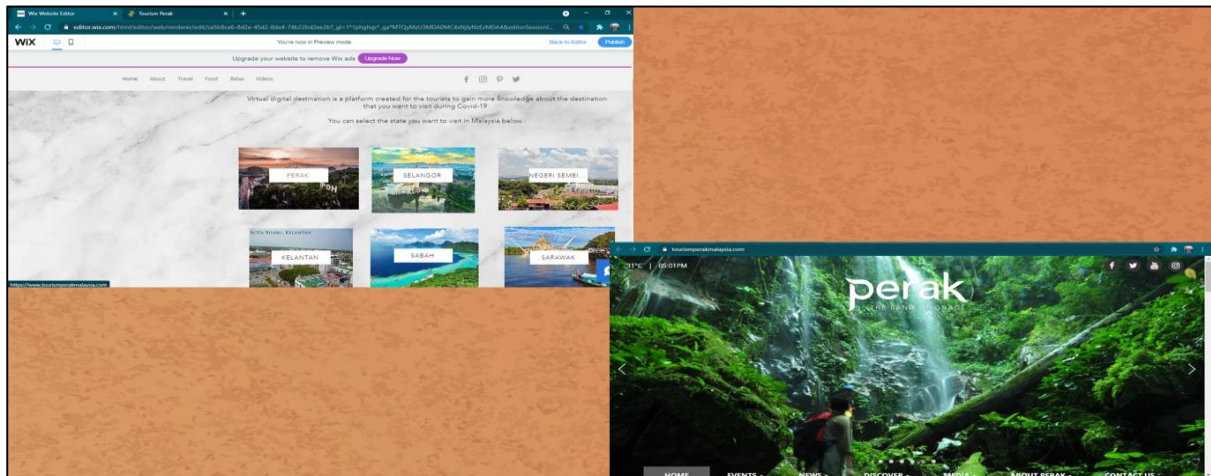 Wix Website Editor
Tourism Perak
WiX
You're now in Preview mode
Back to Editor
Publish
Upgrade your website to remove Wix ads
Upgrade Now
Home About Travel Food Relax Videos
Virtual digital destination is a platform created for the tourists to gain more knowledge about the destination
that you want to visit during Covid-19
You can select the state you want to visit in Malaysia below
PERAK
SELANGOR
NEGERI SEMBI...
KOTA BHARU, KELANTAN
KELANTAN
SABAH
SARAWAK
https://www.tourismperakmalaysia.com
tourismperakmalaysia.com
05:01PM
perak
HOME EVENTS NEWS DISCOVER MEDIA ABOUT PERAK CONTACT US